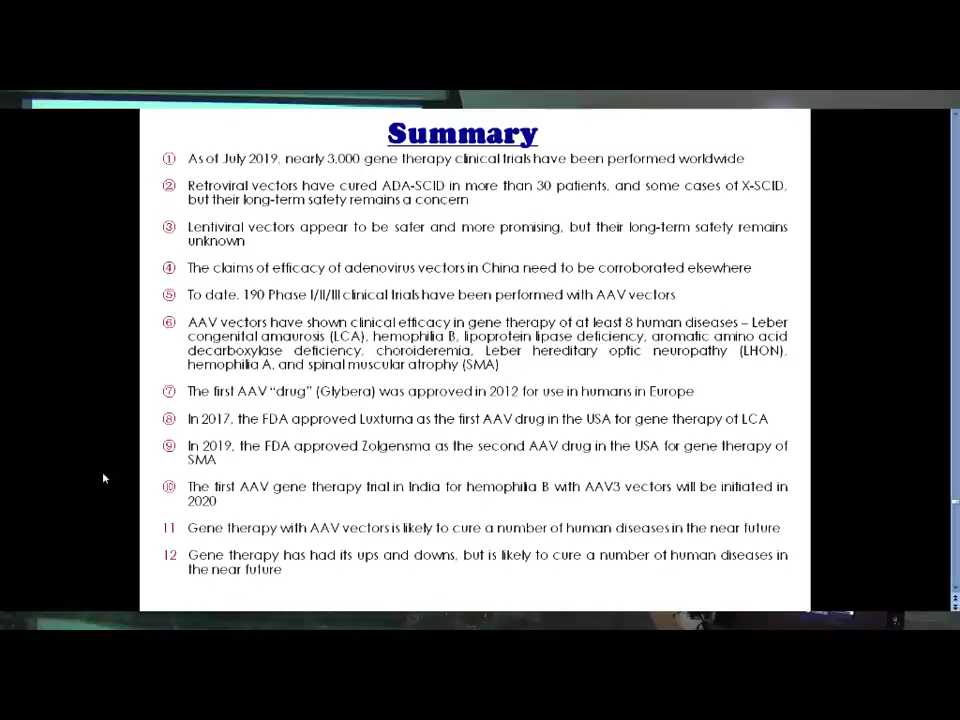 Summary
① As of July 2019, nearly 3,000 gene therapy clinical trials have been performed worldwide
② Retroviral vectors have cured ADA-SCID in more than 30 patients, and some cases of X-SCID,
but their long-term safety remains a concern
③ Lentiviral vectors appear to be safer and more promising, but their long-term safety remains
unknown
④ The claims of efficacy of adenovirus vectors in China need to be corroborated elsewhere
⑤ To date, 190 Phase I/II/III clinical trials have been performed with AAV vectors
⑥ AAV vectors have shown clinical efficacy in gene therapy of at least 8 human diseases – Leber
congenital amaurosis (LCA), hemophilia B, lipoprotein lipase deficiency, aromatic amino acid
decarboxylase deficiency, choroideremia, Leber hereditary optic neuropathy (LHON),
hemophilia A, and spinal muscular atrophy (SMA)
⑦ The first AAV “drug” (Glybera) was approved in 2012 for use in humans in Europe
⑧ In 2017, the FDA approved Luxturna as the first AAV drug in the USA for gene therapy of LCA
⑨ In 2019, the FDA approved Zolgensma as the second AAV drug in the USA for gene therapy of
SMA
⑩ The first AAV gene therapy trial in India for hemophilia B with AAV3 vectors will be initiated in
2020
11 Gene therapy with AAV vectors is likely to cure a number of human diseases in the near future
12 Gene therapy has had its ups and downs, but is likely to cure a number of human diseases in
the near future